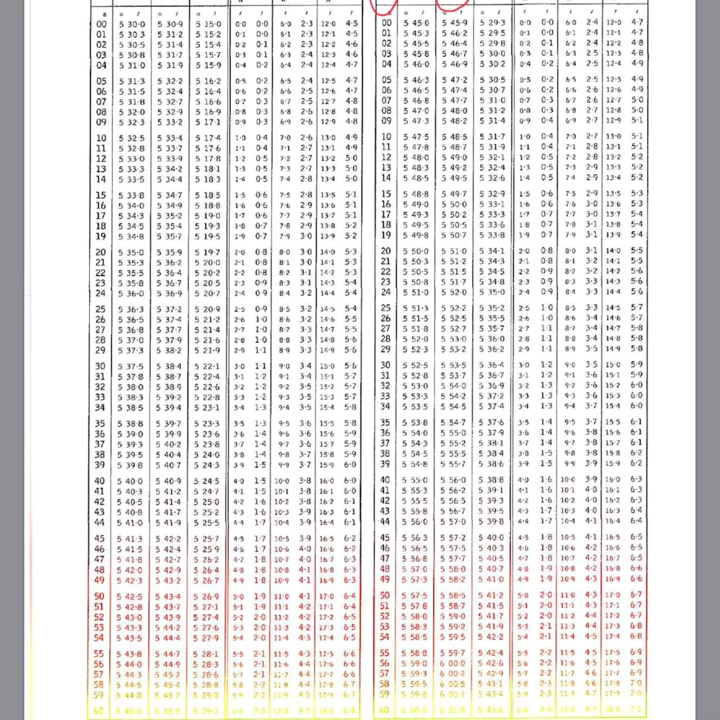 s ° ′ ° ′ ° ′ ′ ′ ′ ′ ′ ′
00 5 30·0 5 30·9 5 15·0 0·0 0·0 6·0 2·3 12·0 4·5
01 5 30·3 5 31·2 5 15·2 0·1 0·0 6·1 2·3 12·1 4·5
02 5 30·5 5 31·4 5 15·4 0·2 0·1 6·2 2·3 12·2 4·6
03 5 30·8 5 31·7 5 15·7 0·3 0·1 6·3 2·4 12·3 4·6
04 5 31·0 5 31·9 5 15·9 0·4 0·2 6·4 2·4 12·4 4·7
05 5 31·3 5 32·2 5 16·2 0·5 0·2 6·5 2·4 12·5 4·7
06 5 31·5 5 32·4 5 16·4 0·6 0·2 6·6 2·5 12·6 4·7
07 5 31·8 5 32·7 5 16·6 0·7 0·3 6·7 2·5 12·7 4·8
08 5 32·0 5 32·9 5 16·9 0·8 0·3 6·8 2·6 12·8 4·8
09 5 32·3 5 33·2 5 17·1 0·9 0·3 6·9 2·6 12·9 4·8
10 5 32·5 5 33·4 5 17·4 1·0 0·4 7·0 2·6 13·0 4·9
11 5 32·8 5 33·7 5 17·6 1·1 0·4 7·1 2·7 13·1 4·9
12 5 33·0 5 33·9 5 17·8 1·2 0·5 7·2 2·7 13·2 5·0
13 5 33·3 5 34·2 5 18·1 1·3 0·5 7·3 2·7 13·3 5·0
14 5 33·5 5 34·4 5 18·3 1·4 0·5 7·4 2·8 13·4 5·0
15 5 33·8 5 34·7 5 18·5 1·5 0·6 7·5 2·8 13·5 5·1
16 5 34·0 5 34·9 5 18·8 1·6 0·6 7·6 2·9 13·6 5·1
17 5 34·3 5 35·2 5 19·0 1·7 0·6 7·7 2·9 13·7 5·1
18 5 34·5 5 35·4 5 19·3 1·8 0·7 7·8 2·9 13·8 5·2
19 5 34·8 5 35·7 5 19·5 1·9 0·7 7·9 3·0 13·9 5·2
20 5 35·0 5 35·9 5 19·7 2·0 0·8 8·0 3·0 14·0 5·3
21 5 35·3 5 36·2 5 20·0 2·1 0·8 8·1 3·0 14·1 5·3
22 5 35·5 5 36·4 5 20·2 2·2 0·8 8·2 3·1 14·2 5·3
23 5 35·8 5 36·7 5 20·5 2·3 0·9 8·3 3·1 14·3 5·4
24 5 36·0 5 36·9 5 20·7 2·4 0·9 8·4 3·2 14·4 5·4
25 5 36·3 5 37·2 5 20·9 2·5 0·9 8·5 3·2 14·5 5·4
26 5 36·5 5 37·4 5 21·2 2·6 1·0 8·6 3·2 14·6 5·5
27 5 36·8 5 37·7 5 21·4 2·7 1·0 8·7 3·3 14·7 5·5
28 5 37·0 5 37·9 5 21·6 2·8 1·0 8·8 3·3 14·8 5·6
29 5 37·3 5 38·2 5 21·9 2·9 1·1 8·9 3·3 14·9 5·6
30 5 37·5 5 38·4 5 22·1 3·0 1·1 9·0 3·4 15·0 5·6
31 5 37·8 5 38·7 5 22·4 3·1 1·2 9·1 3·4 15·1 5·7
32 5 38·0 5 38·9 5 22·6 3·2 1·2 9·2 3·5 15·2 5·7
33 5 38·3 5 39·2 5 22·8 3·3 1·2 9·3 3·5 15·3 5·7
34 5 38·5 5 39·4 5 23·1 3·4 1·3 9·4 3·5 15·4 5·8
35 5 38·8 5 39·7 5 23·3 3·5 1·3 9·5 3·6 15·5 5·8
36 5 39·0 5 39·9 5 23·6 3·6 1·4 9·6 3·6 15·6 5·9
37 5 39·3 5 40·2 5 23·8 3·7 1·4 9·7 3·6 15·7 5·9
38 5 39·5 5 40·4 5 24·0 3·8 1·4 9·8 3·7 15·8 5·9
39 5 39·8 5 40·7 5 24·3 3·9 1·5 9·9 3·7 15·9 6·0
40 5 40·0 5 40·9 5 24·5 4·0 1·5 10·0 3·8 16·0 6·0
41 5 40·3 5 41·2 5 24·7 4·1 1·5 10·1 3·8 16·1 6·0
42 5 40·5 5 41·4 5 25·0 4·2 1·6 10·2 3·8 16·2 6·1
43 5 40·8 5 41·7 5 25·2 4·3 1·6 10·3 3·9 16·3 6·1
44 5 41·0 5 41·9 5 25·5 4·4 1·7 10·4 3·9 16·4 6·2
45 5 41·3 5 42·2 5 25·7 4·5 1·7 10·5 3·9 16·5 6·2
46 5 41·5 5 42·4 5 25·9 4·6 1·7 10·6 4·0 16·6 6·2
47 5 41·8 5 42·7 5 26·2 4·7 1·8 10·7 4·0 16·7 6·3
48 5 42·0 5 42·9 5 26·4 4·8 1·8 10·8 4·1 16·8 6·3
49 5 42·3 5 43·2 5 26·7 4·9 1·8 10·9 4·1 16·9 6·3
50 5 42·5 5 43·4 5 26·9 5·0 1·9 11·0 4·1 17·0 6·4
51 5 42·8 5 43·7 5 27·1 5·1 1·9 11·1 4·2 17·1 6·4
52 5 43·0 5 43·9 5 27·4 5·2 2·0 11·2 4·2 17·2 6·5
53 5 43·3 5 44·2 5 27·6 5·3 2·0 11·3 4·2 17·3 6·5
54 5 43·5 5 44·4 5 27·9 5·4 2·0 11·4 4·3 17·4 6·5
55 5 43·8 5 44·7 5 28·1 5·5 2·1 11·5 4·3 17·5 6·6
56 5 44·0 5 44·9 5 28·3 5·6 2·1 11·6 4·4 17·6 6·6
57 5 44·3 5 45·2 5 28·6 5·7 2·1 11·7 4·4 17·7 6·6
58 5 44·5 5 45·4 5 28·8 5·8 2·2 11·8 4·4 17·8 6·7
59
60
s ° ′ ° ′ ° ′ ′ ′ ′ ′ ′ ′
00 5 45·0 5 45·9 5 29·3 0·0 0·0 6·0 2·4 12·0 4·7
01 5 45·3 5 46·2 5 29·5 0·1 0·0 6·1 2·4 12·1 4·7
02 5 45·5 5 46·4 5 29·8 0·2 0·1 6·2 2·4 12·2 4·8
03 5 45·8 5 46·7 5 30·0 0·3 0·1 6·3 2·5 12·3 4·8
04 5 46·0 5 46·9 5 30·2 0·4 0·2 6·4 2·5 12·4 4·9
05 5 46·3 5 47·2 5 30·5 0·5 0·2 6·5 2·5 12·5 4·9
06 5 46·5 5 47·4 5 30·7 0·6 0·2 6·6 2·6 12·6 4·9
07 5 46·8 5 47·7 5 31·0 0·7 0·3 6·7 2·6 12·7 5·0
08 5 47·0 5 48·0 5 31·2 0·8 0·3 6·8 2·7 12·8 5·0
09 5 47·3 5 48·2 5 31·4 0·9 0·4 6·9 2·7 12·9 5·1
10 5 47·5 5 48·5 5 31·7 1·0 0·4 7·0 2·7 13·0 5·1
11 5 47·8 5 48·7 5 31·9 1·1 0·4 7·1 2·8 13·1 5·1
12 5 48·0 5 49·0 5 32·1 1·2 0·5 7·2 2·8 13·2 5·2
13 5 48·3 5 49·2 5 32·4 1·3 0·5 7·3 2·9 13·3 5·2
14 5 48·5 5 49·5 5 32·6 1·4 0·5 7·4 2·9 13·4 5·2
15 5 48·8 5 49·7 5 32·9 1·5 0·6 7·5 2·9 13·5 5·3
16 5 49·0 5 50·0 5 33·1 1·6 0·6 7·6 3·0 13·6 5·3
17 5 49·3 5 50·2 5 33·3 1·7 0·7 7·7 3·0 13·7 5·4
18 5 49·5 5 50·5 5 33·6 1·8 0·7 7·8 3·1 13·8 5·4
19 5 49·8 5 50·7 5 33·8 1·9 0·7 7·9 3·1 13·9 5·4
20 5 50·0 5 51·0 5 34·1 2·0 0·8 8·0 3·1 14·0 5·5
21 5 50·3 5 51·2 5 34·3 2·1 0·8 8·1 3·2 14·1 5·5
22 5 50·5 5 51·5 5 34·5 2·2 0·9 8·2 3·2 14·2 5·6
23 5 50·8 5 51·7 5 34·8 2·3 0·9 8·3 3·3 14·3 5·6
24 5 51·0 5 52·0 5 35·0 2·4 0·9 8·4 3·3 14·4 5·6
25 5 51·3 5 52·2 5 35·2 2·5 1·0 8·5 3·3 14·5 5·7
26 5 51·5 5 52·5 5 35·5 2·6 1·0 8·6 3·4 14·6 5·7
27 5 51·8 5 52·7 5 35·7 2·7 1·1 8·7 3·4 14·7 5·8
28 5 52·0 5 53·0 5 36·0 2·8 1·1 8·8 3·4 14·8 5·8
29 5 52·3 5 53·2 5 36·2 2·9 1·1 8·9 3·5 14·9 5·8
30 5 52·5 5 53·5 5 36·4 3·0 1·2 9·0 3·5 15·0 5·9
31 5 52·8 5 53·7 5 36·7 3·1 1·2 9·1 3·6 15·1 5·9
32 5 53·0 5 54·0 5 36·9 3·2 1·3 9·2 3·6 15·2 6·0
33 5 53·3 5 54·2 5 37·2 3·3 1·3 9·3 3·6 15·3 6·0
34 5 53·5 5 54·5 5 37·4 3·4 1·3 9·4 3·7 15·4 6·0
35 5 53·8 5 54·7 5 37·6 3·5 1·4 9·5 3·7 15·5 6·1
36 5 54·0 5 55·0 5 37·9 3·6 1·4 9·6 3·8 15·6 6·1
37 5 54·3 5 55·2 5 38·1 3·7 1·4 9·7 3·8 15·7 6·1
38 5 54·5 5 55·5 5 38·4 3·8 1·5 9·8 3·8 15·8 6·2
39 5 54·8 5 55·7 5 38·6 3·9 1·5 9·9 3·9 15·9 6·2
40 5 55·0 5 56·0 5 38·8 4·0 1·6 10·0 3·9 16·0 6·3
41 5 55·3 5 56·2 5 39·1 4·1 1·6 10·1 4·0 16·1 6·3
42 5 55·5 5 56·5 5 39·3 4·2 1·6 10·2 4·0 16·2 6·3
43 5 55·8 5 56·7 5 39·5 4·3 1·7 10·3 4·0 16·3 6·4
44 5 56·0 5 57·0 5 39·8 4·4 1·7 10·4 4·1 16·4 6·4
45 5 56·3 5 57·2 5 40·0 4·5 1·8 10·5 4·1 16·5 6·5
46 5 56·5 5 57·5 5 40·3 4·6 1·8 10·6 4·2 16·6 6·5
47 5 56·8 5 57·7 5 40·5 4·7 1·8 10·7 4·2 16·7 6·5
48 5 57·0 5 58·0 5 40·7 4·8 1·9 10·8 4·2 16·8 6·6
49 5 57·3 5 58·2 5 41·0 4·9 1·9 10·9 4·3 16·9 6·6
50 5 57·5 5 58·5 5 41·2 5·0 2·0 11·0 4·3 17·0 6·7
51 5 57·8 5 58·7 5 41·5 5·1 2·0 11·1 4·3 17·1 6·7
52 5 58·0 5 59·0 5 41·7 5·2 2·0 11·2 4·4 17·2 6·7
53 5 58·3 5 59·2 5 41·9 5·3 2·1 11·3 4·4 17·3 6·8
54 5 58·5 5 59·5 5 42·2 5·4 2·1 11·4 4·5 17·4 6·8
55 5 58·8 5 59·7 5 42·4 5·5 2·2 11·5 4·5 17·5 6·9
56 5 59·0 6 00·0 5 42·6 5·6 2·2 11·6 4·5 17·6 6·9
57 5 59·3 6 00·2 5 42·9 5·7 2·2 11·7 4·6 17·7 6·9
58 5 59·5 6 00·5 5 43·1 5·8 2·3 11·8 4·6 17·8 7·0
59
60